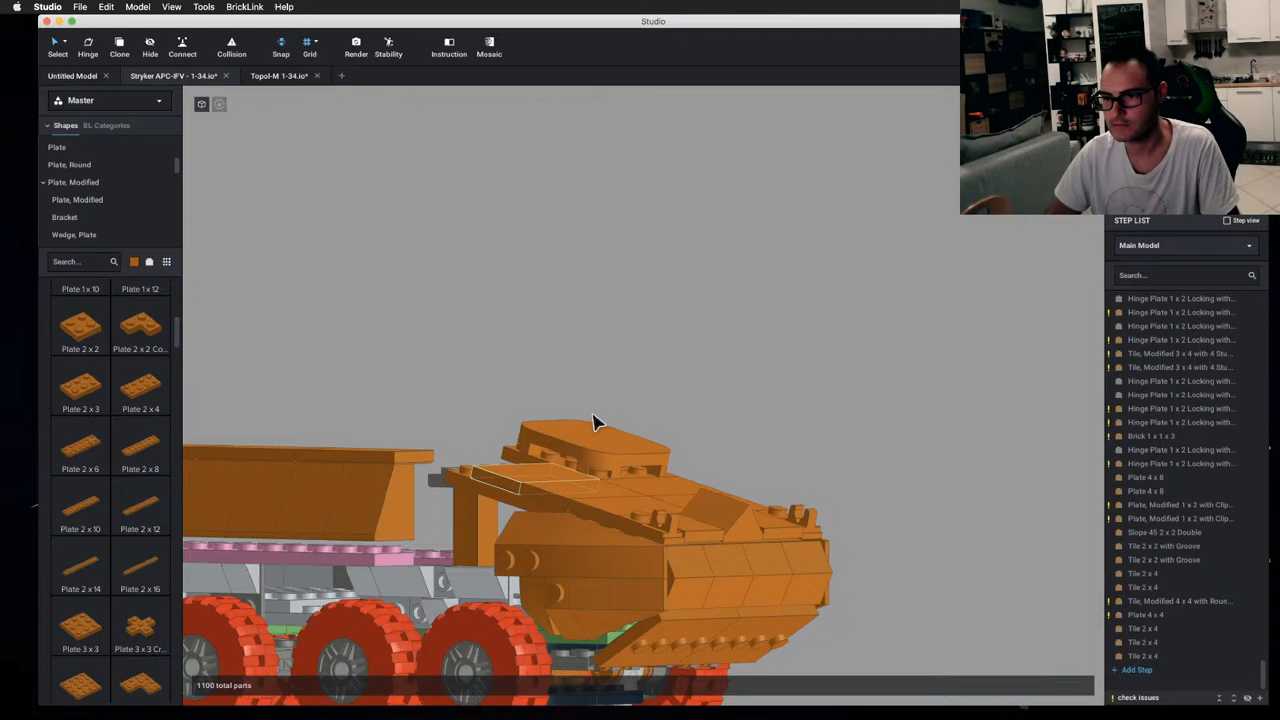 Studio File Edit Model View Tools BrickLink Help
Studio
Select Hinge Clone Hide Connect Collision Snap Grid Render Stability Instruction Mosaic
Untitled Model Stryker APC-IFV - 1-34.io* Topol-M 1-34.io*
Master
Shapes BL Categories
Plate
Plate, Round
Plate, Modified
Plate, Modified
Bracket
Wedge, Plate
Search...
Plate 1 x 10 Plate 1 x 12
Plate 2 x 2 Plate 2 x 2 Co...
Plate 2 x 3 Plate 2 x 4
Plate 2 x 6 Plate 2 x 8
Plate 2 x 10 Plate 2 x 12
Plate 2 x 14 Plate 2 x 16
Plate 3 x 3 Plate 3 x 3 Cr...
1100 total parts
STEP LIST Step view
Main Model
Search...
Hinge Plate 1 x 2 Locking with...
Hinge Plate 1 x 2 Locking with...
Hinge Plate 1 x 2 Locking with...
Hinge Plate 1 x 2 Locking with...
Tile, Modified 3 x 4 with 4 Stu...
Tile, Modified 3 x 4 with 4 Stu...
Hinge Plate 1 x 2 Locking with...
Hinge Plate 1 x 2 Locking with...
Hinge Plate 1 x 2 Locking with...
Hinge Plate 1 x 2 Locking with...
Brick 1 x 1 x 3
Hinge Plate 1 x 2 Locking with...
Hinge Plate 1 x 2 Locking with...
Plate 4 x 8
Plate 4 x 8
Plate, Modified 1 x 2 with Clip...
Plate, Modified 1 x 2 with Clip...
Slope 45 2 x 2 Double
Tile 2 x 2 with Groove
Tile 2 x 2 with Groove
Tile 2 x 4
Tile 2 x 4
Tile, Modified 4 x 4 with Roun...
Plate 4 x 4
Tile 2 x 4
Tile 2 x 4
Tile 2 x 4
+ Add Step
! check issues